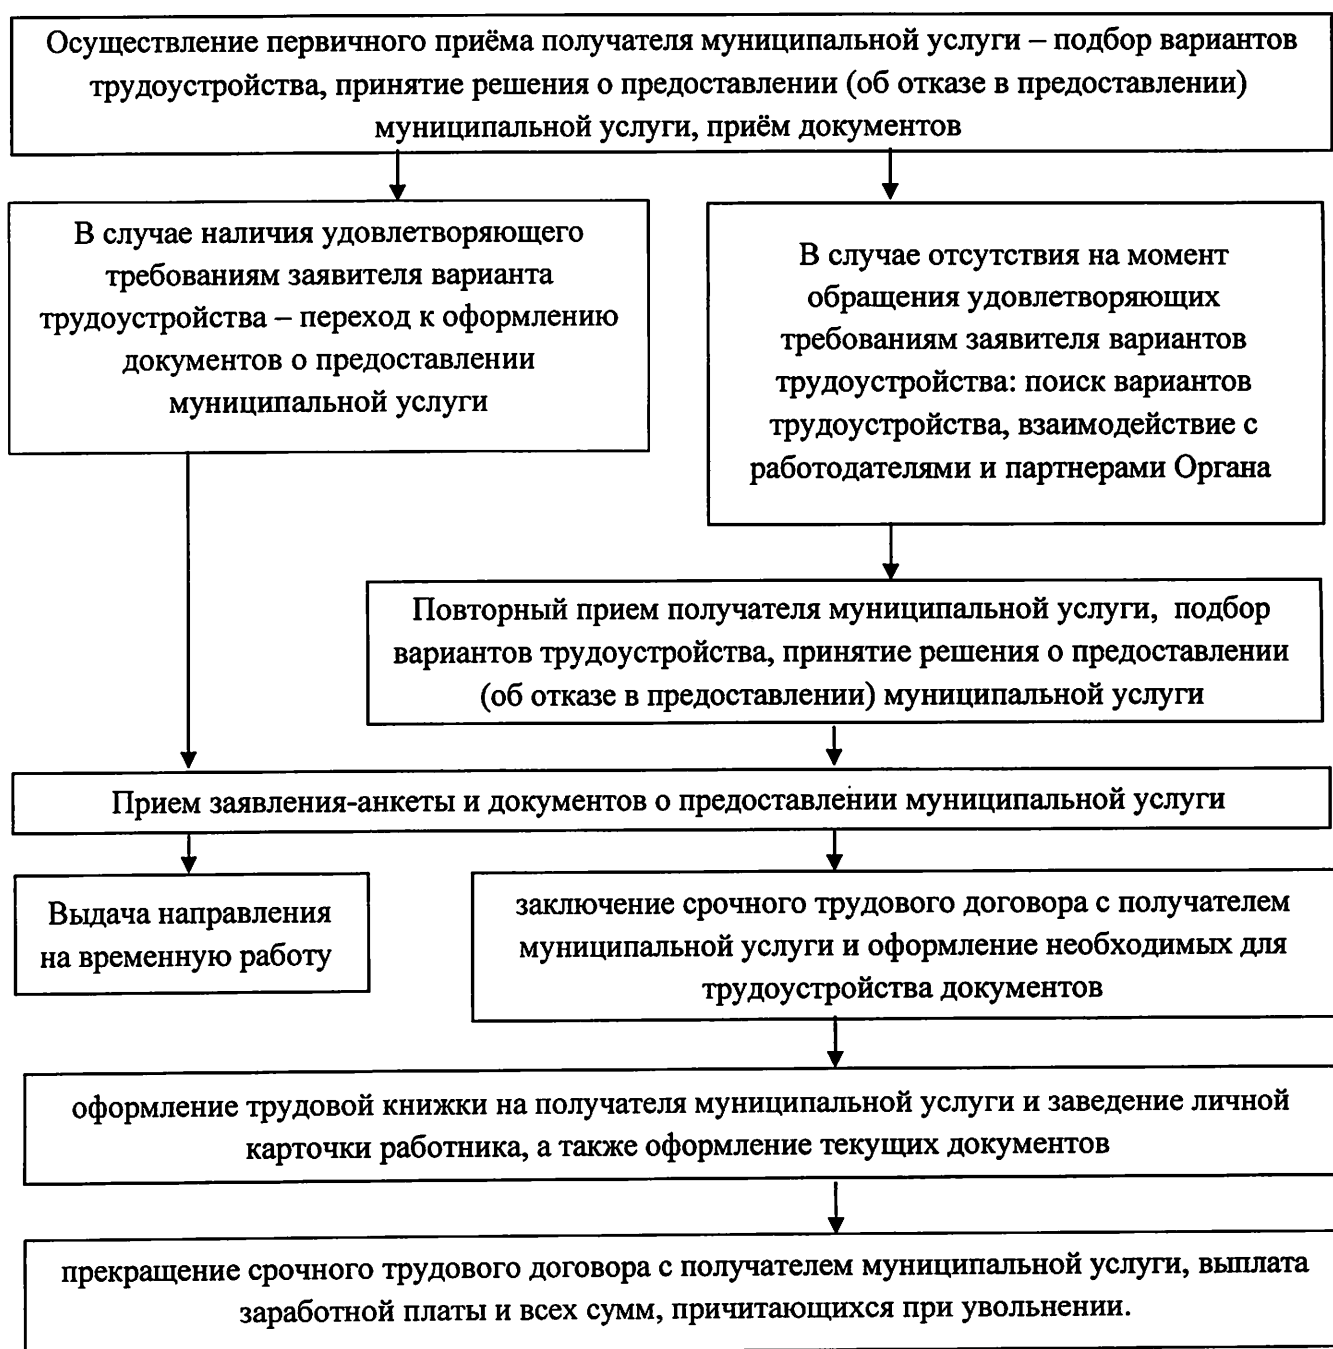 Осуществление первичного приёма получателя муниципальной услуги – подбор вариантов
трудоустройства, принятие решения о предоставлении (об отказе в предоставлении)
муниципальной услуги, приём документов
В случае наличия удовлетворяющего
требованиям заявителя варианта
трудоустройства – переход к оформлению
документов о предоставлении
муниципальной услуги
В случае отсутствия на момент
обращения удовлетворяющих
требованиям заявителя вариантов
трудоустройства: поиск вариантов
трудоустройства, взаимодействие с
работодателями и партнерами Органа
Повторный прием получателя муниципальной услуги, подбор
вариантов трудоустройства, принятие решения о предоставлении
(об отказе в предоставлении) муниципальной услуги
Прием заявления-анкеты и документов о предоставлении муниципальной услуги
Выдача направления
на временную работу
заключение срочного трудового договора с получателем
муниципальной услуги и оформление необходимых для
трудоустройства документов
оформление трудовой книжки на получателя муниципальной услуги и заведение личной
карточки работника, а также оформление текущих документов
прекращение срочного трудового договора с получателем муниципальной услуги, выплата
заработной платы и всех сумм, причитающихся при увольнении.